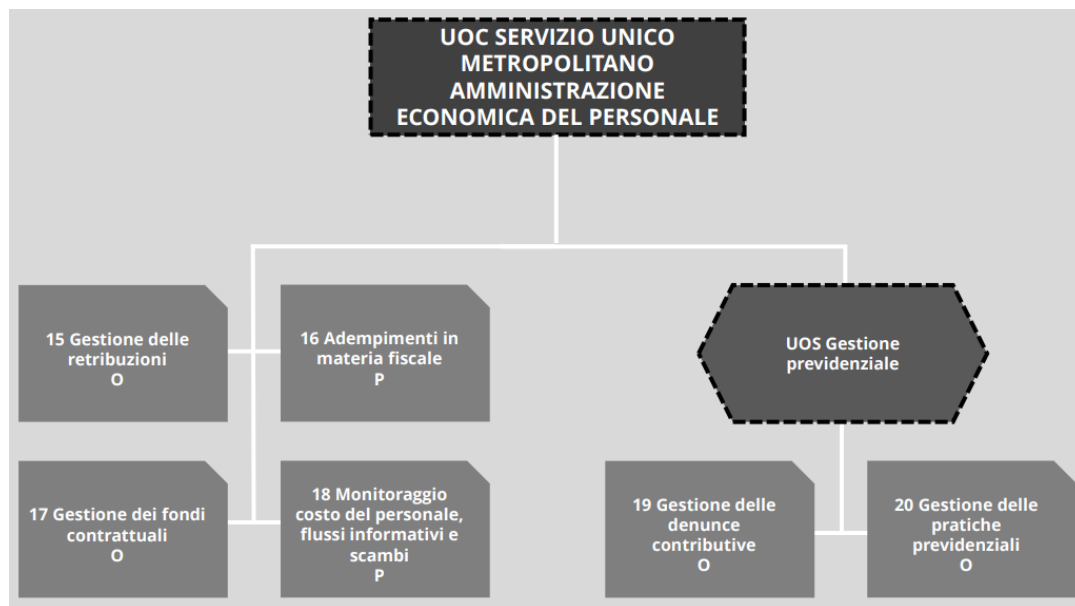 UOC SERVIZIO UNICO
METROPOLITANO
AMMINISTRAZIONE
ECONOMICA DEL PERSONALE
15 Gestione delle
retribuzioni
O
16 Adempimenti in
materia fiscale
P
UOS Gestione
previdenziale
17 Gestione dei fondi
contrattuali
O
18 Monitoraggio
costo del personale,
flussi informativi e
scambi
P
19 Gestione delle
denunce
contributive
O
20 Gestione delle
pratiche
previdenziali
O